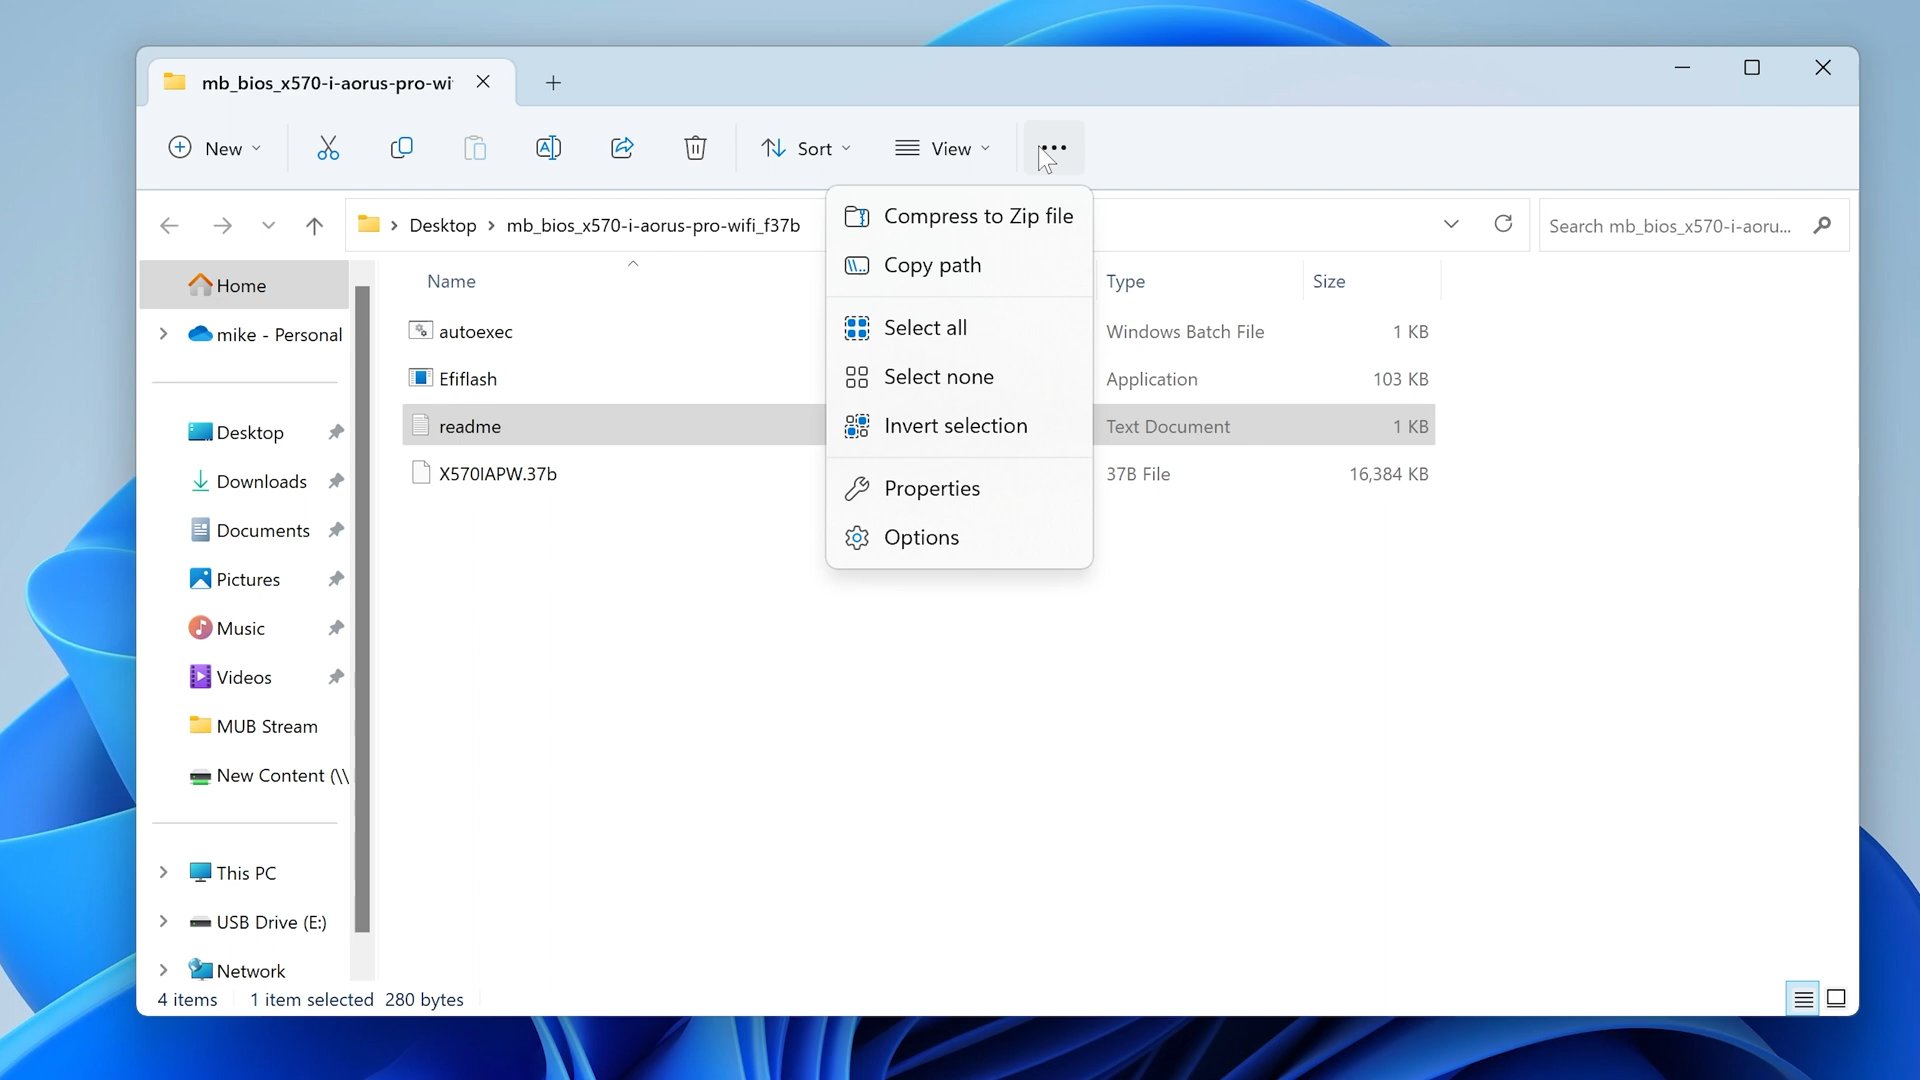 mb_bios_x570-i-aorus-pro-wi
New
Sort
View
Desktop
mb_bios_x570-i-aorus-pro-wifi_f37b
Search mb_bios_x570-i-aoru...
Compress to Zip file
Copy path
Select all
Select none
Invert selection
Properties
Options
Name
Type
Size
autoexec
Windows Batch File
1 KB
Efiflash
Application
103 KB
readme
Text Document
1 KB
X570IAPW.37b
37B File
16,384 KB
Home
mike - Personal
Desktop
Downloads
Documents
Pictures
Music
Videos
MUB Stream
New Content (\\
This PC
USB Drive (E:)
Network
4 items
1 item selected 280 bytes